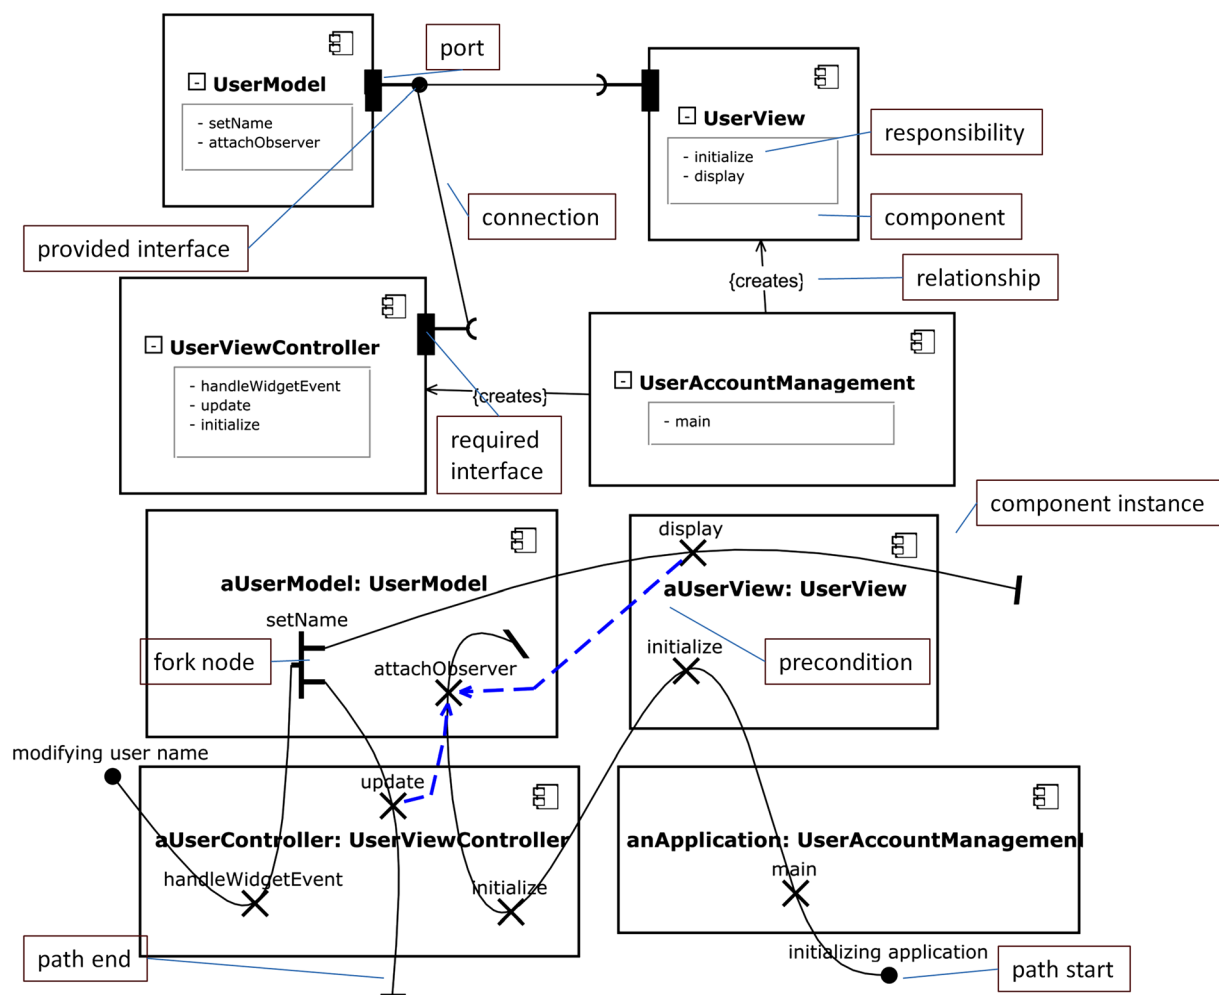 port
- UserModel
- setName
- attachObserver
- UserView
- initialize
- display
responsibility
connection
component
provided interface
{creates}
relationship
- UserViewController
- handleWidgetEvent
- update
- initialize
{creates}
- UserAccountManagement
- main
required
interface
component instance
display
aUserModel: UserModel
aUserView: UserView
setName
fork node
attachObserver
initialize
precondition
modifying user name
update
aUserController: UserViewController
anApplication: UserAccountManagement
handleWidgetEvent
initialize
main
path end
initializing application
path start